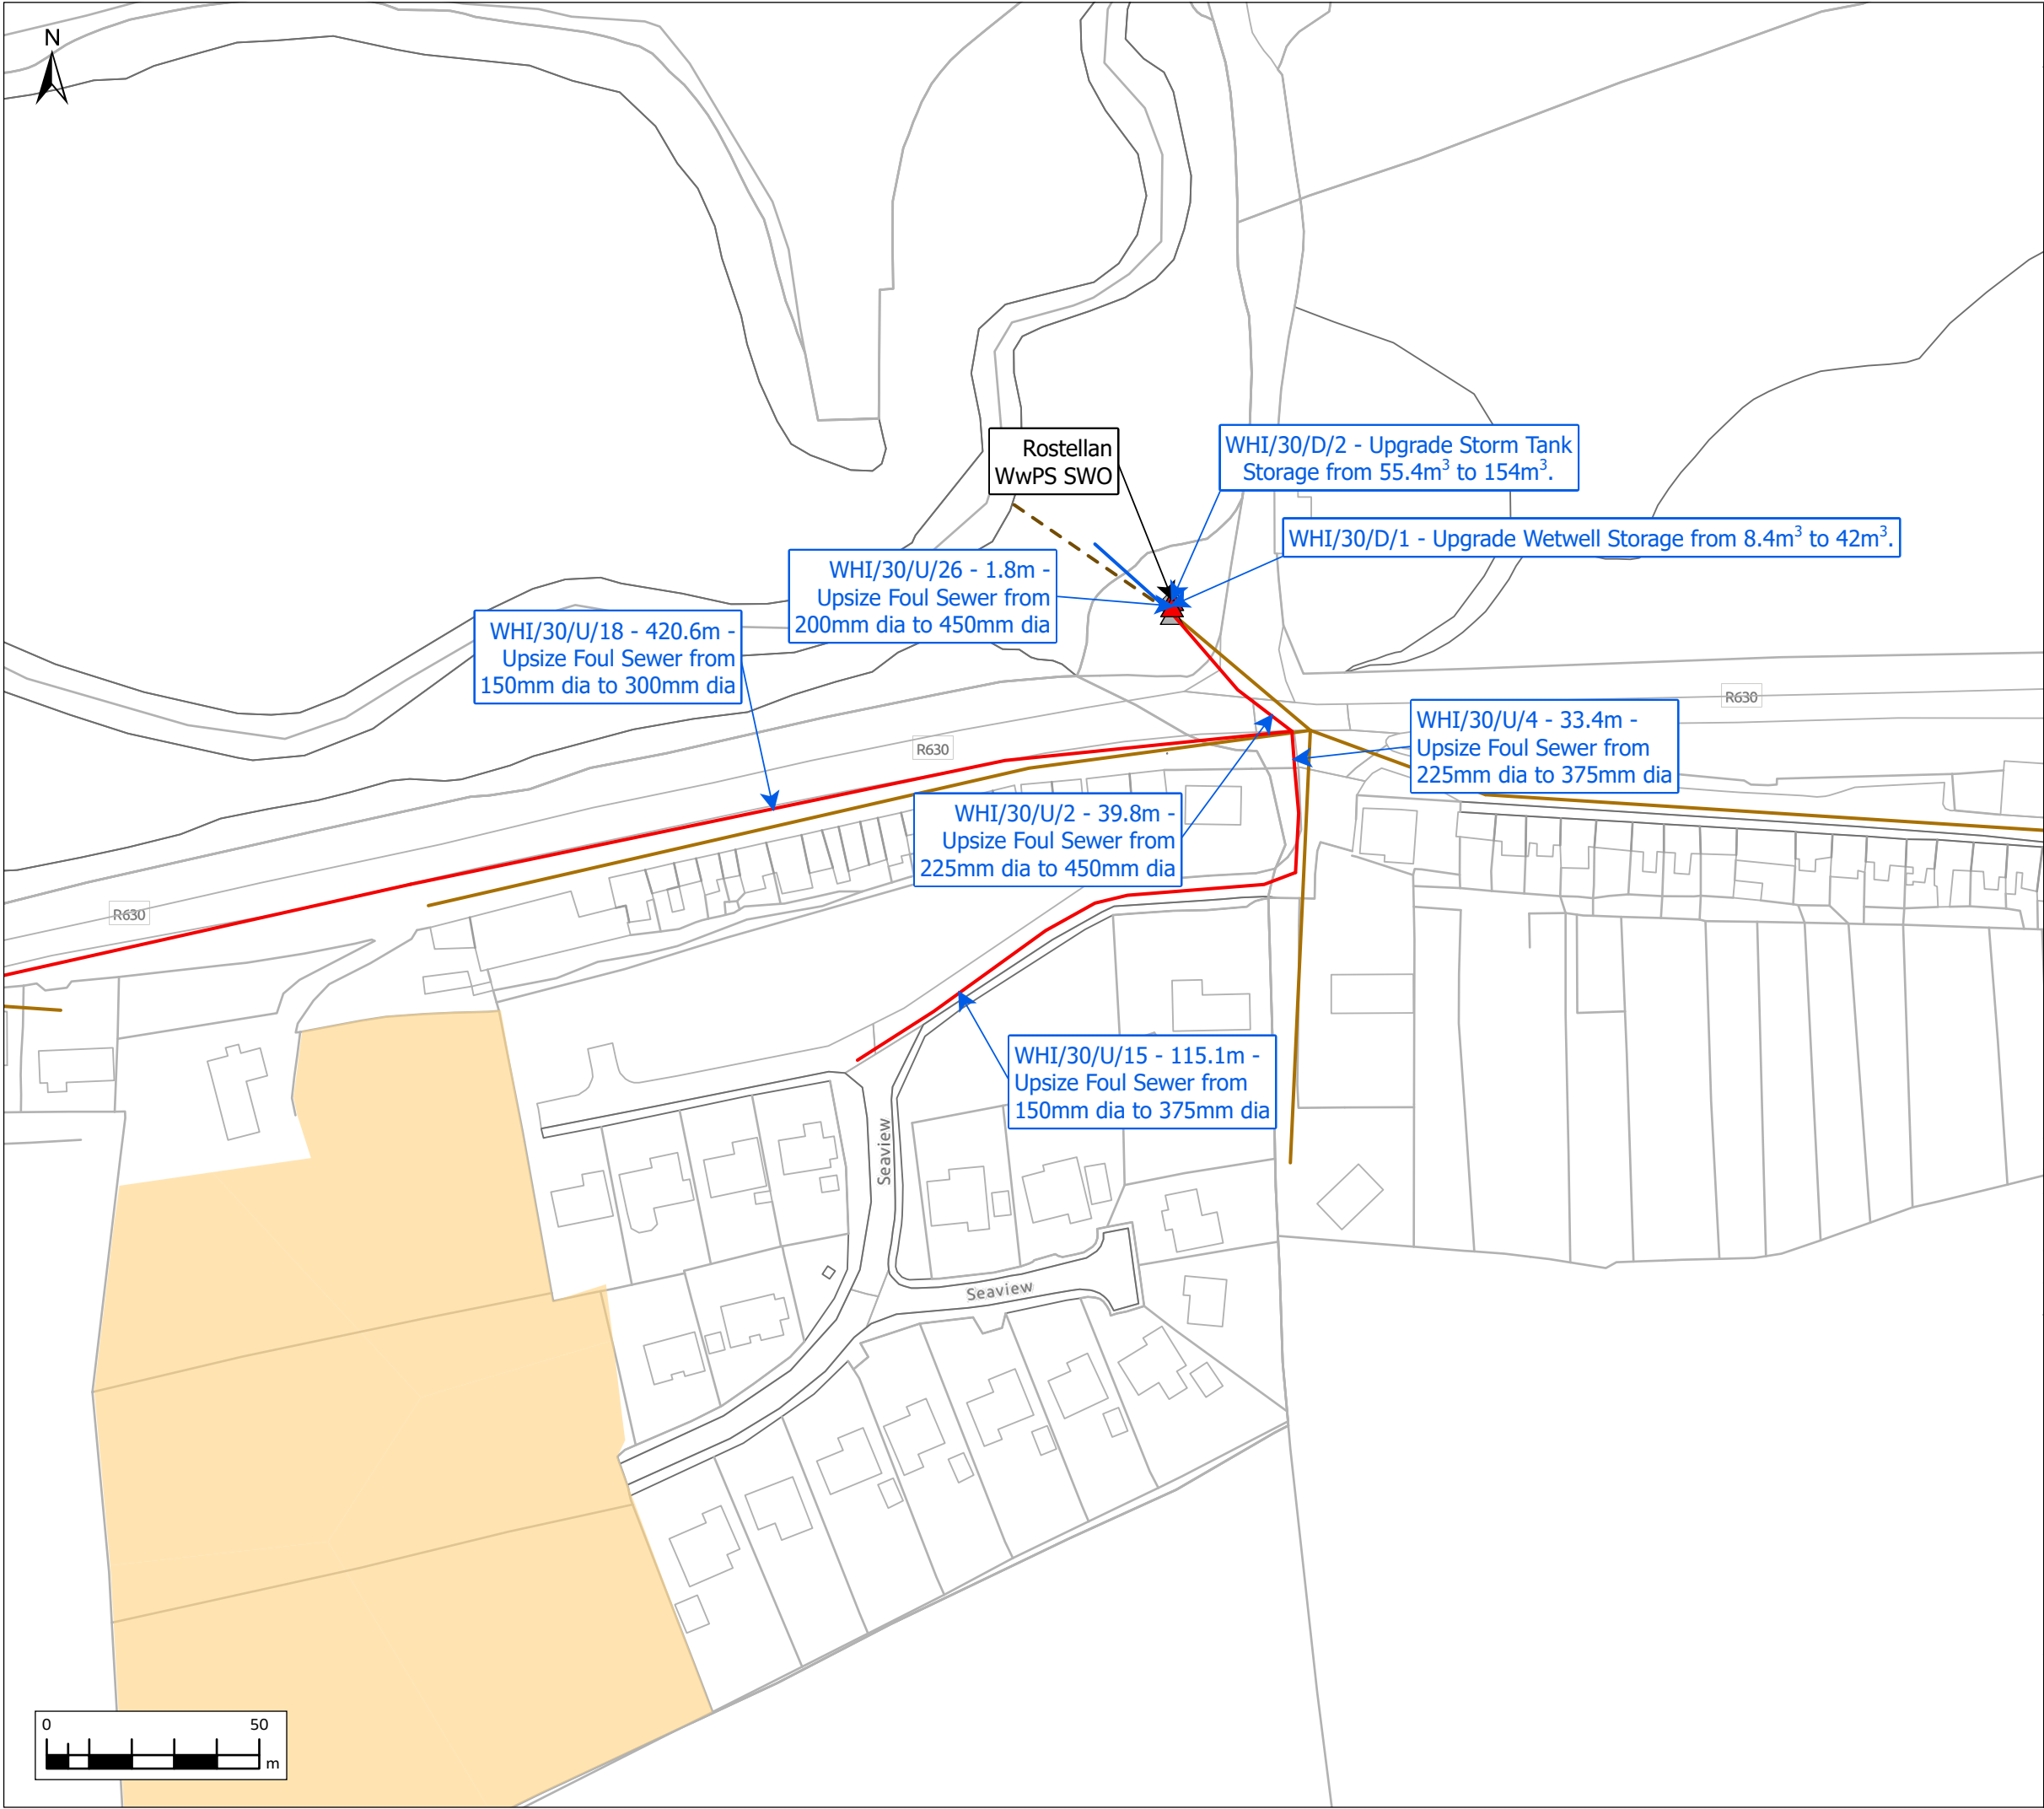 N
Rostellan
WwPS SWO
WHI/30/D/2 - Upgrade Storm Tank
Storage from 55.4m³ to 154m³.
WHI/30/D/1 - Upgrade Wetwell Storage from 8.4m³ to 42m³.
WHI/30/U/26 - 1.8m -
Upsize Foul Sewer from
200mm dia to 450mm dia
WHI/30/U/18 - 420.6m -
Upsize Foul Sewer from
150mm dia to 300mm dia
R630
WHI/30/U/4 - 33.4m -
Upsize Foul Sewer from
225mm dia to 375mm dia
R630
WHI/30/U/2 - 39.8m -
Upsize Foul Sewer from
225mm dia to 450mm dia
R630
WHI/30/U/15 - 115.1m -
Upsize Foul Sewer from
150mm dia to 375mm dia
Seaview
Seaview
0 50
m